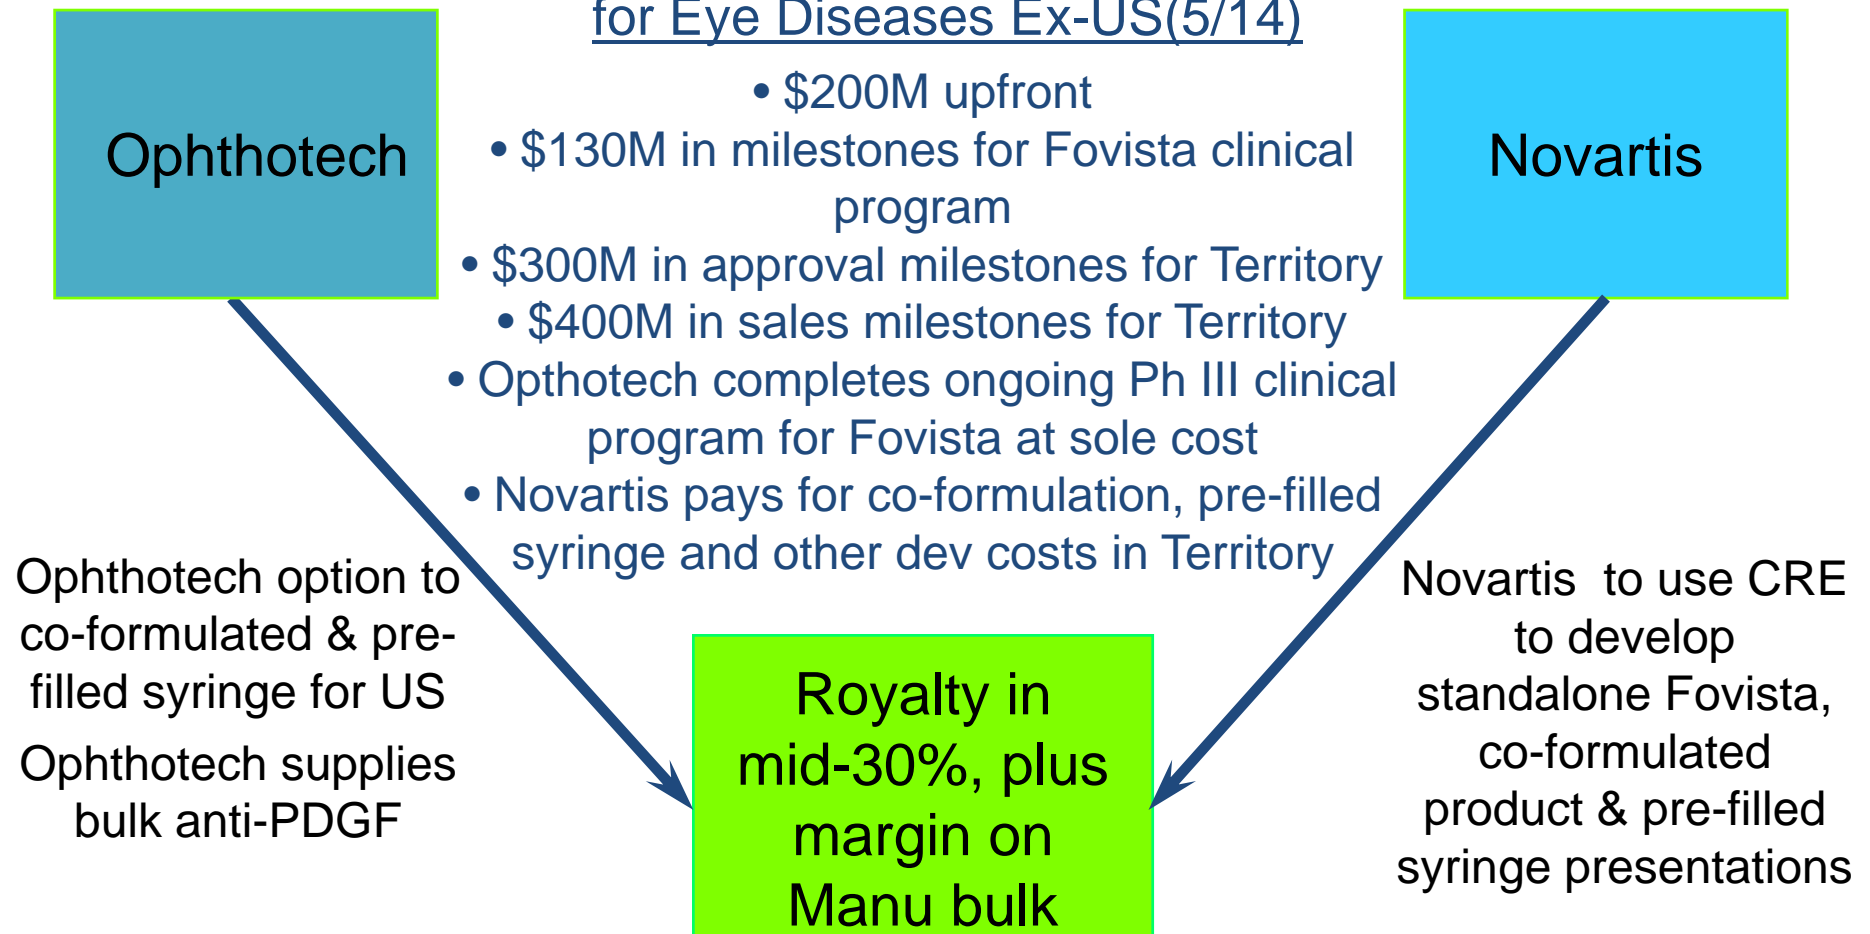 for Eye Diseases Ex-US(5/14)
Ophthotech
• $200M upfront
• $130M in milestones for Fovista clinical
program
• $300M in approval milestones for Territory
• $400M in sales milestones for Territory
• Opthotech completes ongoing Ph III clinical
program for Fovista at sole cost
• Novartis pays for co-formulation, pre-filled
syringe and other dev costs in Territory
Novartis
Ophthotech option to
co-formulated & pre-
filled syringe for US
Ophthotech supplies
bulk anti-PDGF
Royalty in
mid-30%, plus
margin on
Manu bulk
Novartis  to use CRE
to develop
standalone Fovista,
co-formulated
product & pre-filled
syringe presentations